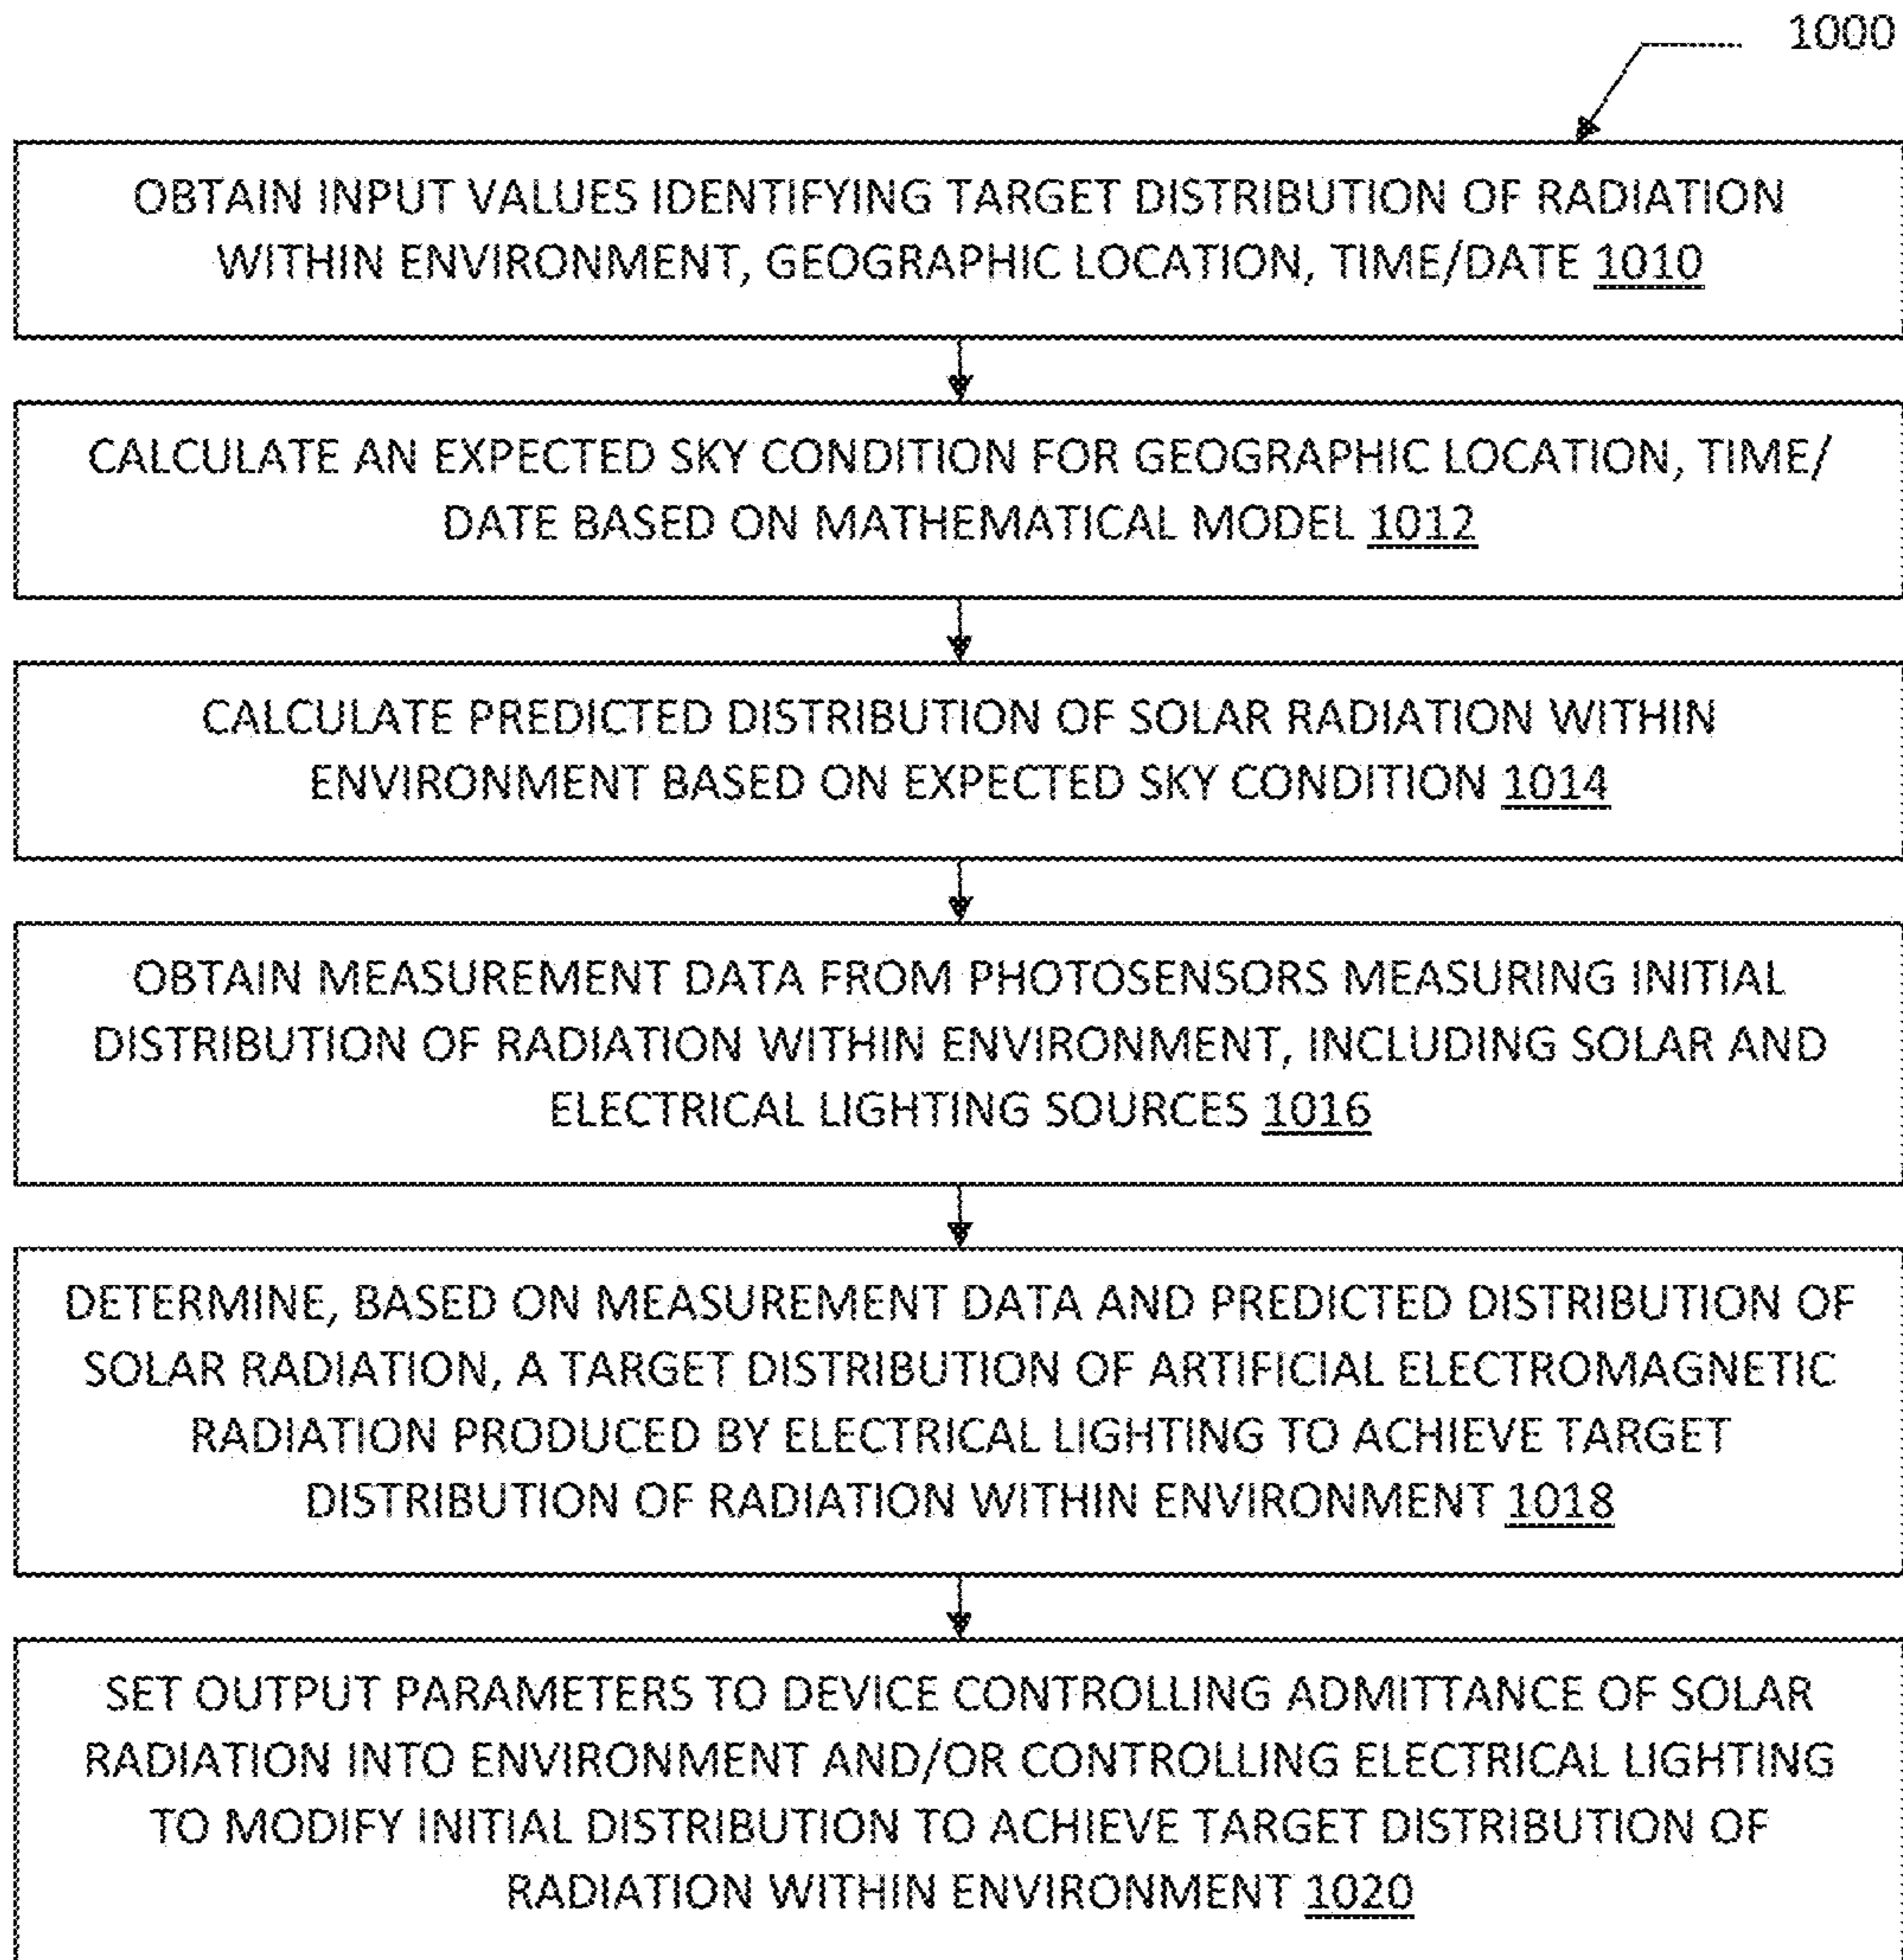 1000
OBTAIN INPUT VALUES IDENTIFYING TARGET DISTRIBUTION OF RADIATION
WITHIN ENVIRONMENT, GEOGRAPHIC LOCATION, TIME/DATE 1010
CALCULATE AN EXPECTED SKY CONDITION FOR GEOGRAPHIC LOCATION, TIME/
DATE BASED ON MATHEMATICAL MODEL 1012
CALCULATE PREDICTED DISTRIBUTION OF SOLAR RADIATION WITHIN
ENVIRONMENT BASED ON EXPECTED SKY CONDITION 1014
OBTAIN MEASUREMENT DATA FROM PHOTOSENSORS MEASURING INITIAL
DISTRIBUTION OF RADIATION WITHIN ENVIRONMENT, INCLUDING SOLAR AND
ELECTRICAL LIGHTING SOURCES 1016
DETERMINE, BASED ON MEASUREMENT DATA AND PREDICTED DISTRIBUTION OF
SOLAR RADIATION, A TARGET DISTRIBUTION OF ARTIFICIAL ELECTROMAGNETIC
RADIATION PRODUCED BY ELECTRICAL LIGHTING TO ACHIEVE TARGET
DISTRIBUTION OF RADIATION WITHIN ENVIRONMENT 1018
SET OUTPUT PARAMETERS TO DEVICE CONTROLLING ADMITTANCE OF SOLAR
RADIATION INTO ENVIRONMENT AND/OR CONTROLLING ELECTRICAL LIGHTING
TO MODIFY INITIAL DISTRIBUTION TO ACHIEVE TARGET DISTRIBUTION OF
RADIATION WITHIN ENVIRONMENT 1020